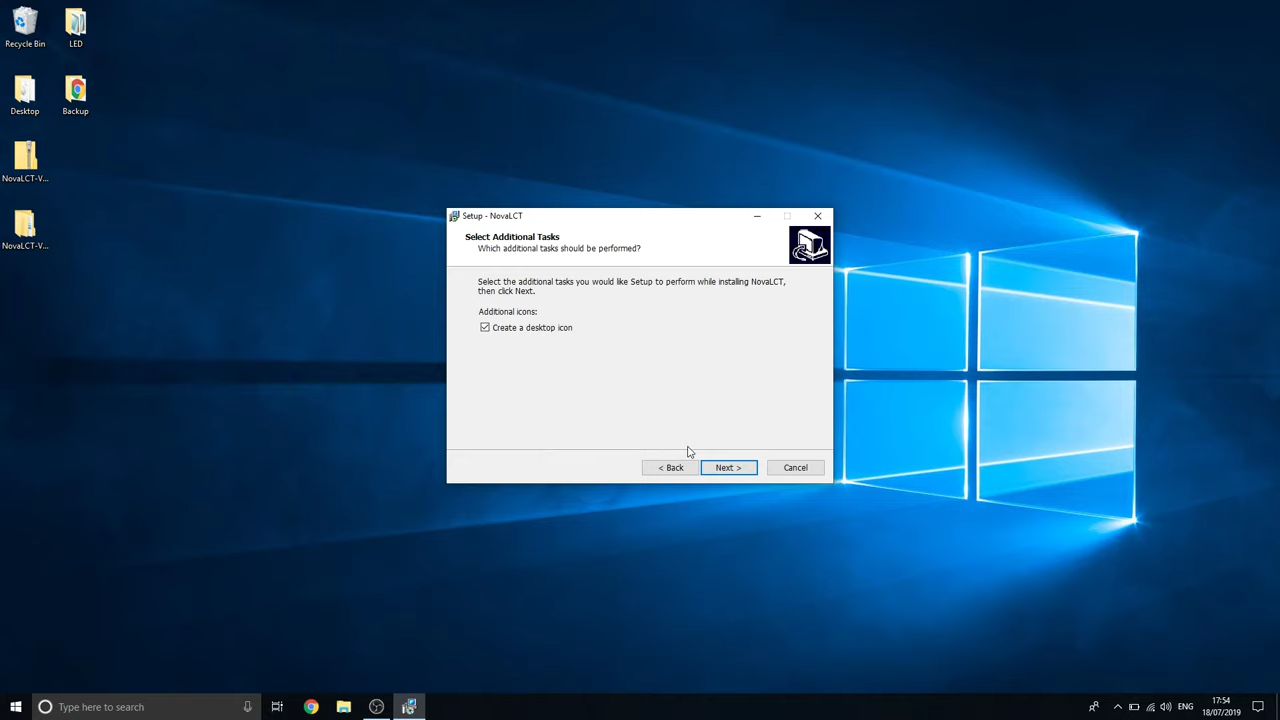 Recycle Bin
LED
Desktop
Backup
NovaLCT-V...
NovaLCT-V...
Setup - NovaLCT
Select Additional Tasks
Which additional tasks should be performed?
Select the additional tasks you would like Setup to perform while installing NovaLCT,
then click Next.
Additional icons:
Create a desktop icon
< Back
Next >
Cancel
Type here to search
ENG
17:54
18/07/2019